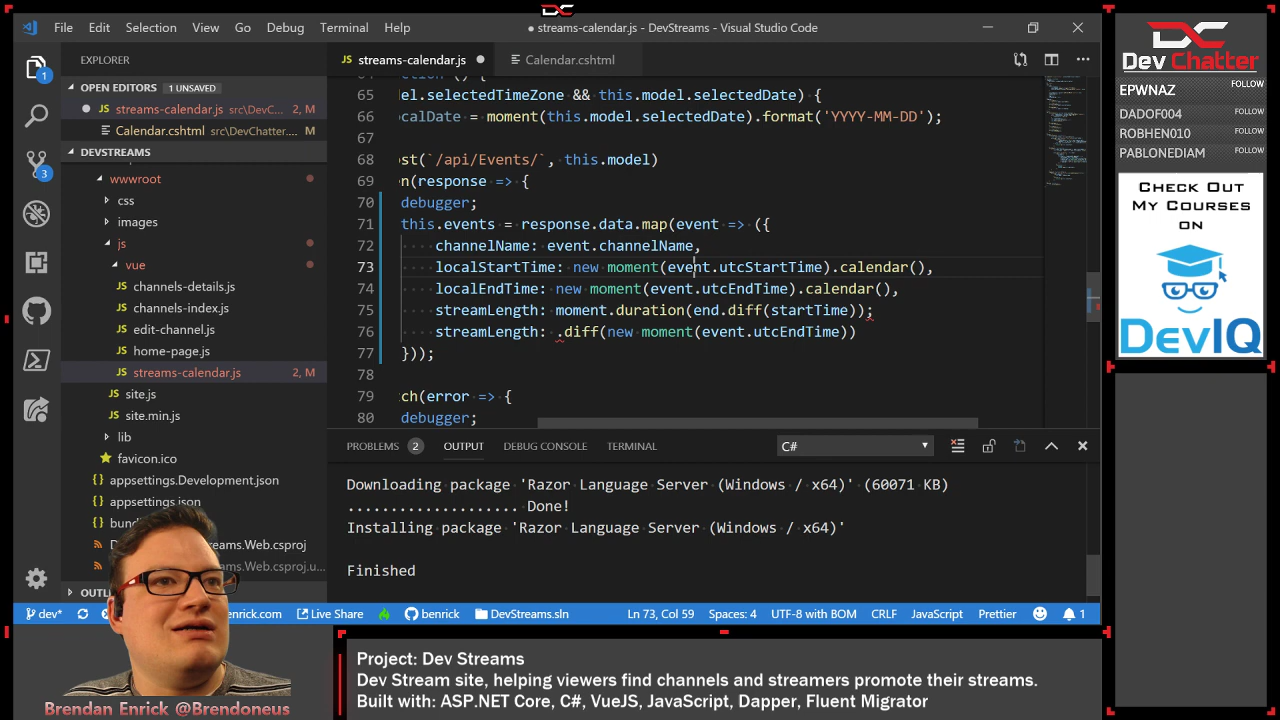 File Edit Selection View Go Debug Terminal Help
● streams-calendar.js - DevStreams - Visual Studio Code
EXPLORER
OPEN EDITORS 1 UNSAVED
streams-calendar.js src\DevC... 2, M
Calendar.cshtml src\DevChatter... M
DEVSTREAMS
wwwroot
css
images
js
vue
channels-details.js
channels-index.js
edit-channel.js
home-page.js
streams-calendar.js 2, M
site.js
site.min.js
lib
favicon.ico
appsettings.Development.json
appsettings.json
1
3
streams-calendar.js
Calendar.cshtml
65 el.selectedTimeZone && this.model.selectedDate) {
ocalDate = moment(this.model.selectedDate).format('YYYY-MM-DD');
ost(`/api/Events/`, this.model)
69 n(response => {
70 debugger;
71 this.events = response.data.map(event => ({
72 channelName: event.channelName,
73 localStartTime: new moment(event.utcStartTime).calendar(),
74 localEndTime: new moment(event.utcEndTime).calendar(),
75 streamLength: moment.duration(end.diff(startTime));
76 streamLength: .diff(new moment(event.utcEndTime))
77 }));
78
79 ch(error => {
80 debugger;
PROBLEMS 2 OUTPUT DEBUG CONSOLE TERMINAL C#
Downloading package 'Razor Language Server (Windows / x64)' (60071 KB)
.................... Done!
Installing package 'Razor Language Server (Windows / x64)'
Finished
dev* enrick.com Live Share benrick DevStreams.sln Ln 73, Col 59 Spaces: 4 UTF-8 with BOM CRLF JavaScript Prettier 1
Dev Chatter
EPWNAZ FOLLOW
DADOF004 FOLLOW
ROBHEN010 FOLLOW
PABLONEDIAM FOLLOW
CHECK OUT
MY COURSES
ON
DevIQ
Project: Dev Streams
Dev Stream site, helping viewers find channels and streamers promote their streams.
Built with: ASP.NET Core, C#, VueJS, JavaScript, Dapper, Fluent Migrator
Brendan Enrick @Brendoneus